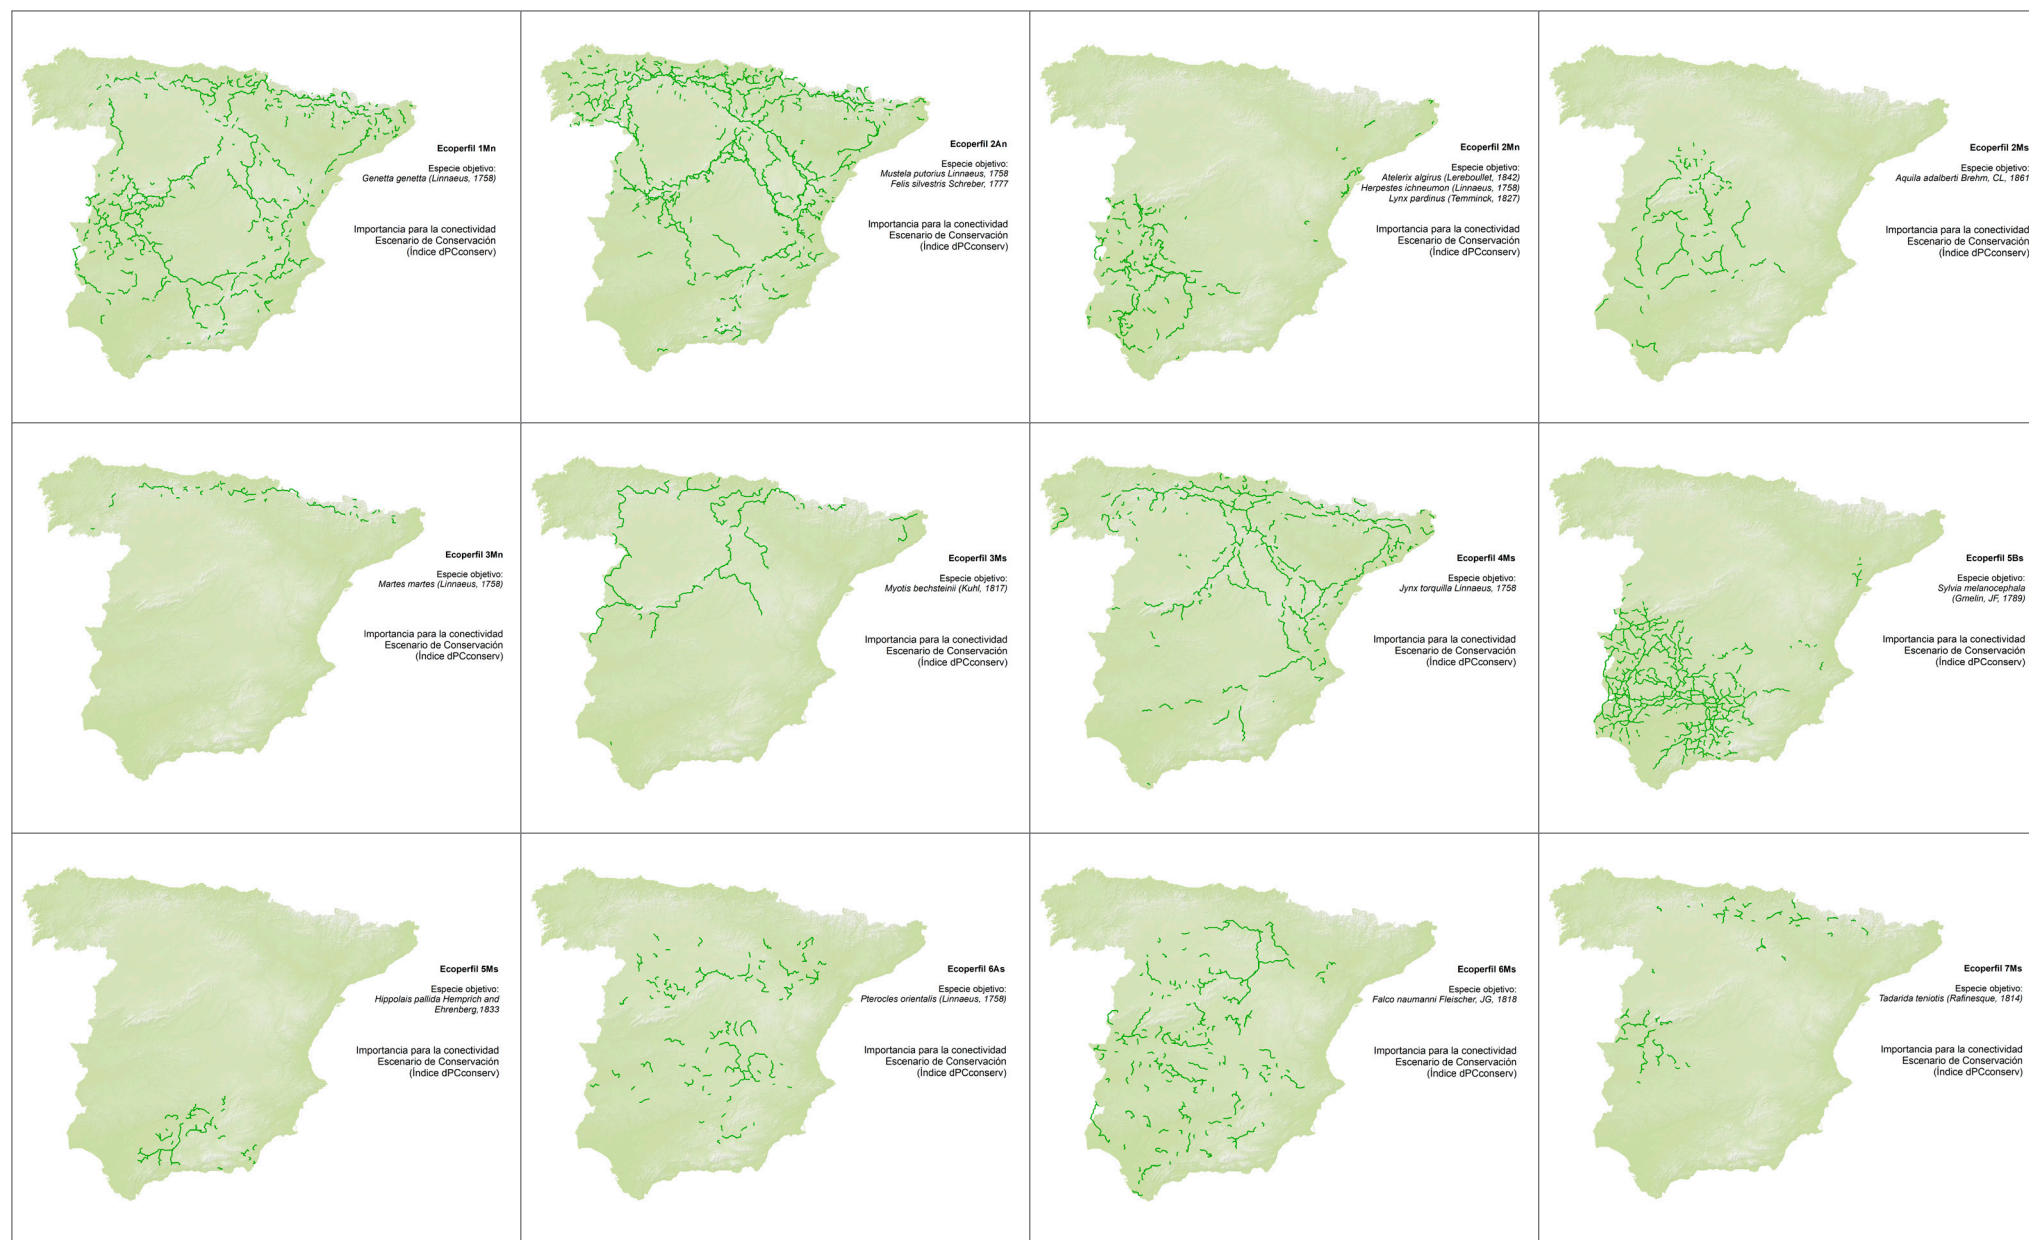 Ecoperfil 1Mn
Especie objetivo:
Genetta genetta (Linnaeus, 1758)
Importancia para la conectividad
Escenario de Conservación
(Índice dPCconserv)
Ecoperfil 2An
Especie objetivo:
Mustela putorius Linnaeus, 1758
Felis silvestris Schreber, 1777
Importancia para la conectividad
Escenario de Conservación
(Índice dPCconserv)
Ecoperfil 2Mn
Especie objetivo:
Atelerix algirus (Lereboullet, 1842)
Herpestes ichneumon (Linnaeus, 1758)
Lynx pardinus (Temminck, 1827)
Importancia para la conectividad
Escenario de Conservación
(Índice dPCconserv)
Ecoperfil 2Ms
Especie objetivo:
Aquila adalberti Brehm, CL, 1861
Importancia para la conectividad
Escenario de Conservación
(Índice dPCconserv)
Ecoperfil 3Mn
Especie objetivo:
Martes martes (Linnaeus, 1758)
Importancia para la conectividad
Escenario de Conservación
(Índice dPCconserv)
Ecoperfil 3Ms
Especie objetivo:
Myotis bechsteinii (Kuhl, 1817)
Importancia para la conectividad
Escenario de Conservación
(Índice dPCconserv)
Ecoperfil 4Ms
Especie objetivo:
Jynx torquilla Linnaeus, 1758
Importancia para la conectividad
Escenario de Conservación
(Índice dPCconserv)
Ecoperfil 5Bs
Especie objetivo:
Sylvia melanocephala
(Gmelin, JF, 1789)
Importancia para la conectividad
Escenario de Conservación
(Índice dPCconserv)
Ecoperfil 5Ms
Especie objetivo:
Hippolais pallida Hemprich and
Ehrenberg,1833
Importancia para la conectividad
Escenario de Conservación
(Índice dPCconserv)
Ecoperfil 6As
Especie objetivo:
Pterocles orientalis (Linnaeus, 1758)
Importancia para la conectividad
Escenario de Conservación
(Índice dPCconserv)
Ecoperfil 6Ms
Especie objetivo:
Falco naumanni Fleischer, JG, 1818
Importancia para la conectividad
Escenario de Conservación
(Índice dPCconserv)
Ecoperfil 7Ms
Especie objetivo:
Tadarida teniotis (Rafinesque, 1814)
Importancia para la conectividad
Escenario de Conservación
(Índice dPCconserv)